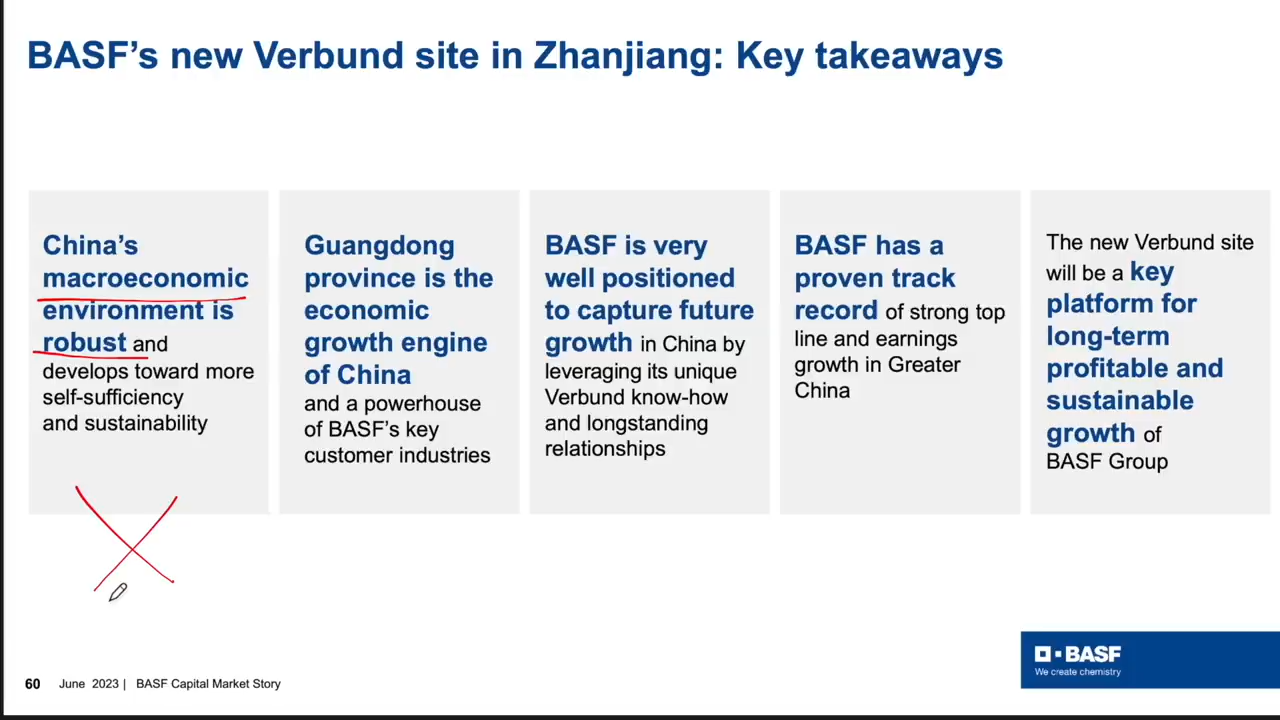 BASF’s new Verbund site in Zhanjiang: Key takeaways
China’s
macroeconomic
environment is
robust and
develops toward more
self-sufficiency
and sustainability
Guangdong
province is the
economic
growth engine
of China
and a powerhouse
of BASF’s key
customer industries
BASF is very
well positioned
to capture future
growth in China by
leveraging its unique
Verbund know-how
and longstanding
relationships
BASF has a
proven track
record of strong top
line and earnings
growth in Greater
China
The new Verbund site
will be a key
platform for
long-term
profitable and
sustainable
growth of
BASF Group
60 June 2023 | BASF Capital Market Story
BASF
We create chemistry